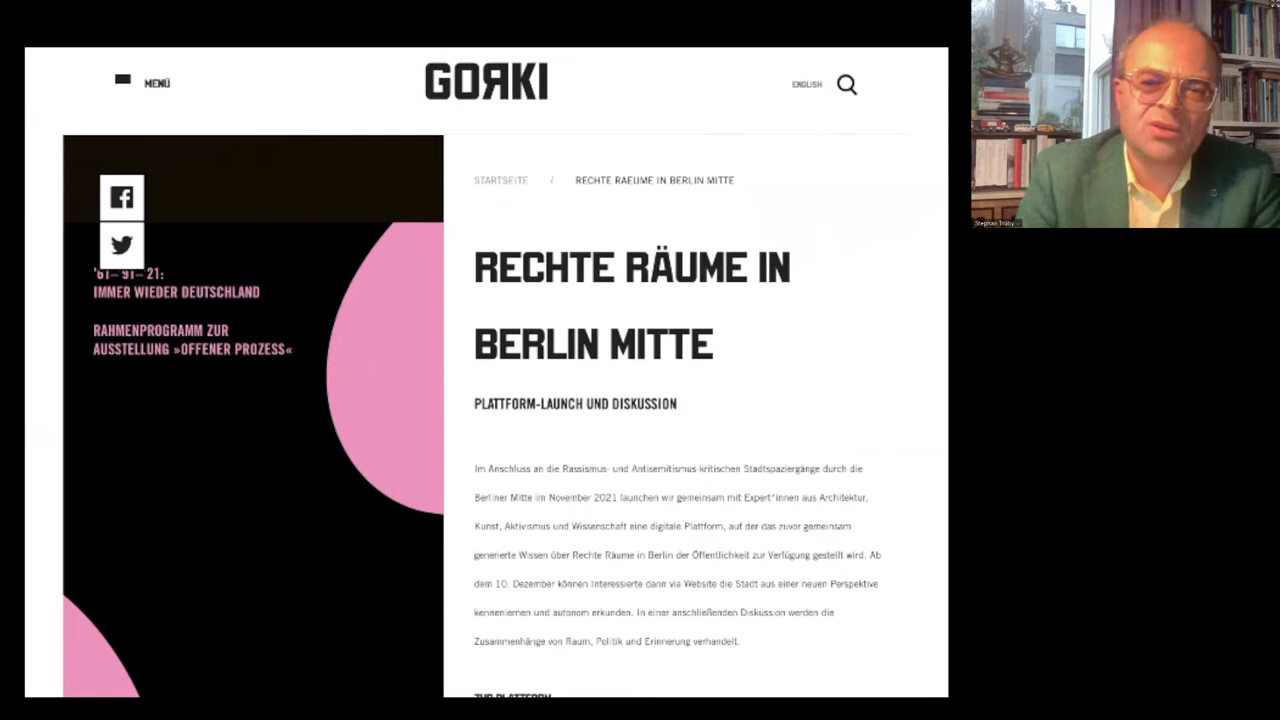 MENÜ
GOЯKI
ENGLISH
'61– 91– 21:
IMMER WIEDER DEUTSCHLAND
RAHMENPROGRAMM ZUR
AUSSTELLUNG »OFFENER PROZESS«
STARTSEITE / RECHTE RAEUME IN BERLIN MITTE
RECHTE RÄUME IN
BERLIN MITTE
PLATTFORM-LAUNCH UND DISKUSSION
Im Anschluss an die Rassismus- und Antisemitismus-kritischen Stadtspaziergänge durch die
Berliner Mitte im November 2021 launchen wir gemeinsam mit Expert*innen aus Architektur,
Kunst, Aktivismus und Wissenschaft eine digitale Plattform, auf der das zuvor gemeinsam
generierte Wissen über Rechte Räume in Berlin der Öffentlichkeit zur Verfügung gestellt wird. Ab
dem 10. Dezember können Interessierte dann via Website die Stadt aus einer neuen Perspektive
kennenlernen und autonom erkunden. In einer anschließenden Diskussion werden die
Zusammenhänge von Raum, Politik und Erinnerung verhandelt.
ZUR PLATTFORM
Stephan Trüby